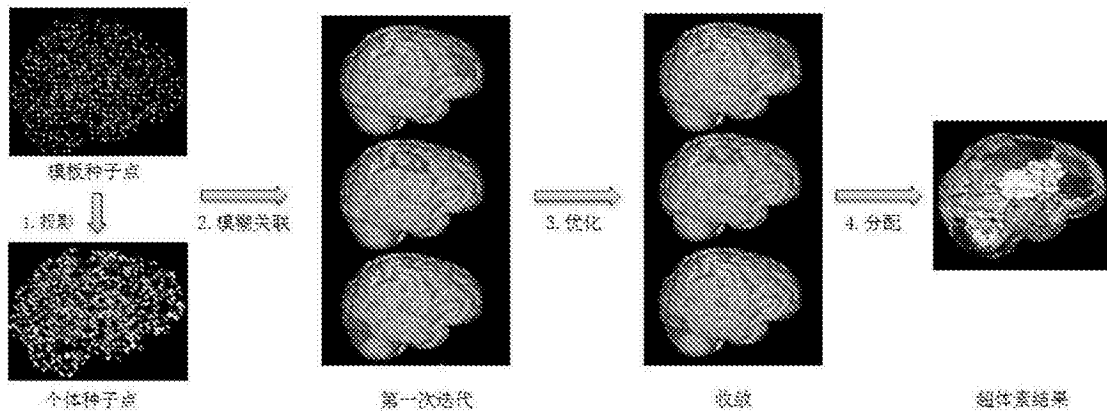 模板种子点
1. 投影
2. 模糊关联
3. 优化
4. 分配
个体种子点
第一次迭代
收敛
超体素结果